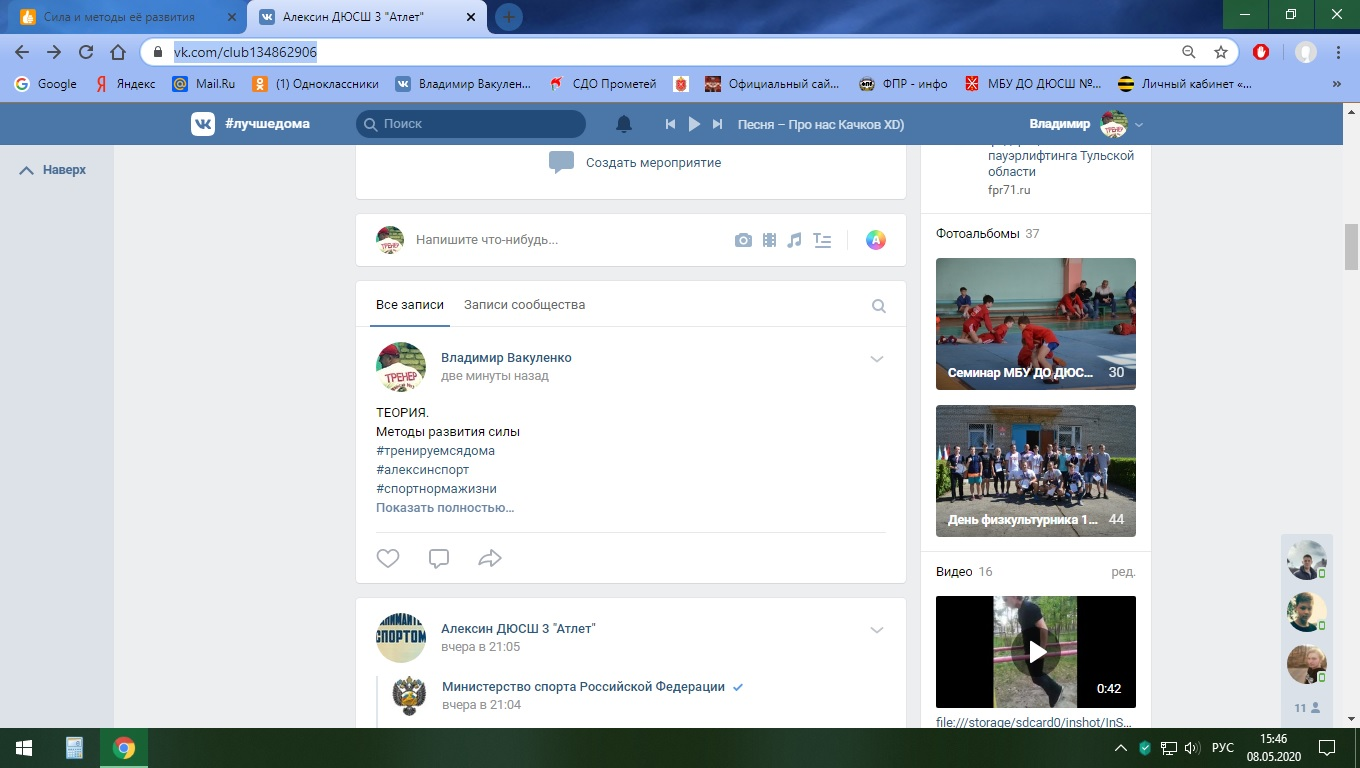 Сила и методы её развития
Алексин ДЮСШ 3 "Атлет"
vk.com/club134862906
Google
Яндекс
Mail.Ru
(1) Одноклассники
Владимир Вакулен...
СДО Прометей
Официальный сай...
ФПР - инфо
МБУ ДО ДЮСШ №...
Личный кабинет «...
»
#лучшедома
Поиск
Песня – Про нас Качков XD)
Владимир
Наверх
Создать мероприятие
Напишите что-нибудь...
Все записи
Записи сообщества
Владимир Вакуленко
две минуты назад
ТЕОРИЯ.
Методы развития силы
#тренируемсядома
#алексинспорт
#спортнормажизни
Показать полностью...
Алексин ДЮСШ 3 "Атлет"
вчера в 21:05
Министерство спорта Российской Федерации
вчера в 21:04
пауэрлифтинга Тульской
области
fpr71.ru
Фотоальбомы 37
Семинар МБУ ДО ДЮС... 30
День физкультурника 1... 44
Видео 16
ред.
0:42
file:///storage/sdcard0/inshot/InS...
11
ТРЕНЕР
СПОРТОМ
РУС
15:46
08.05.2020